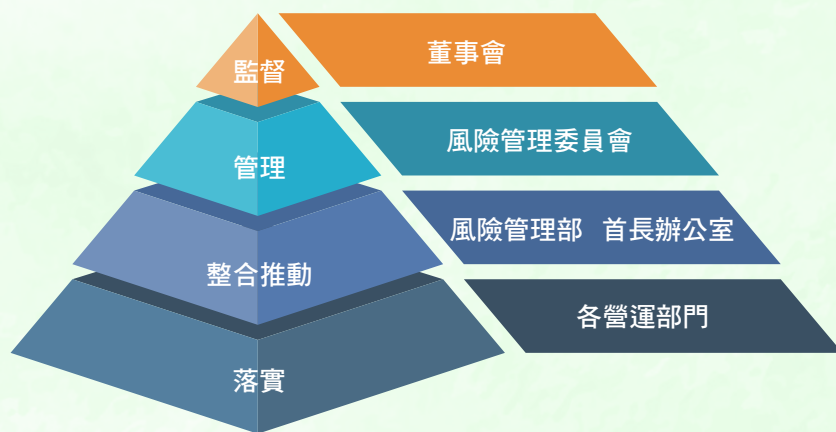 監督
董事會
管理
風險管理委員會
整合推動
風險管理部 首長辦公室
落實
各營運部門